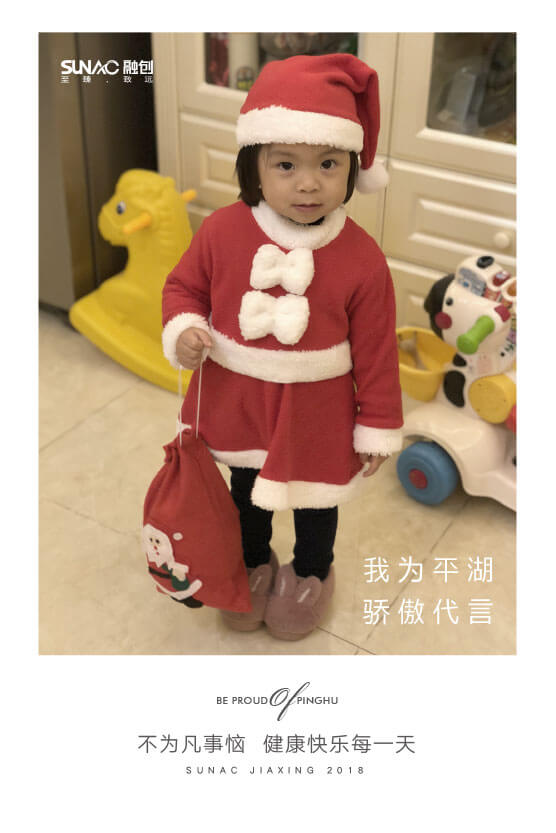 SUNAC 融创
至臻 . 致远
我为平湖
骄傲代言
BE PROUD Of PINGHU
不为凡事恼 健康快乐每一天
SUNAC JIAXING 2018